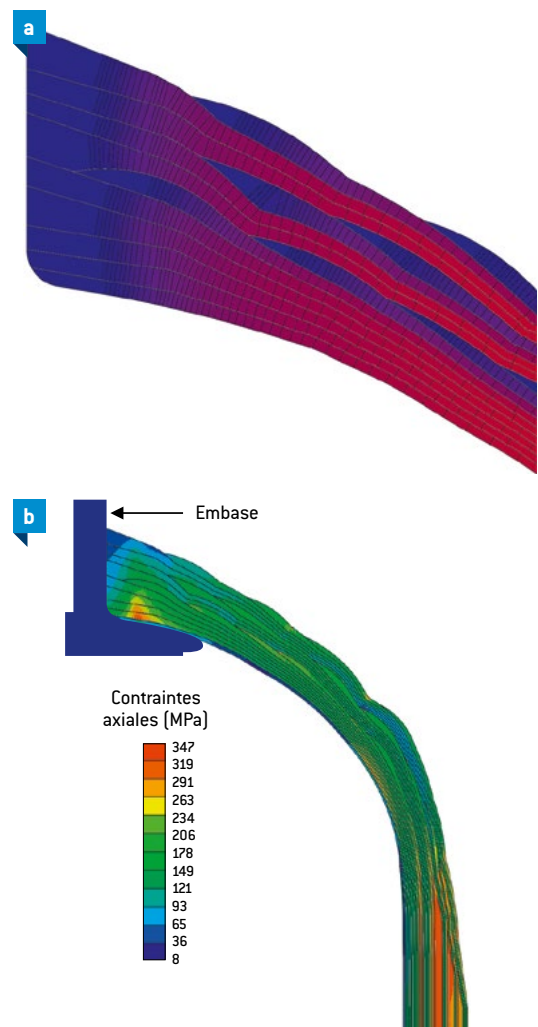 a
b
Embase
Contraintes
axiales (MPa)
347
319
291
263
234
206
178
149
121
93
65
36
8